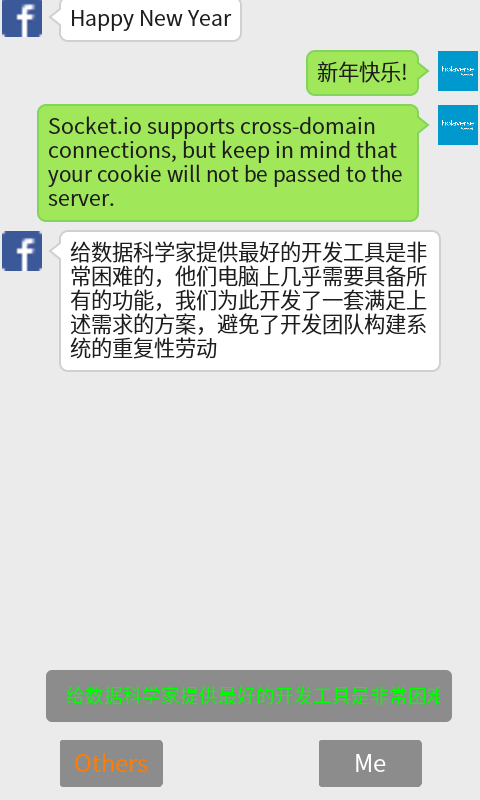 Happy New Year
新年快乐!
Socket.io supports cross-domain
connections, but keep in mind that
your cookie will not be passed to the
server.
给数据科学家提供最好的开发工具是非
常困难的，他们电脑上几乎需要具备所
有的功能，我们为此开发了一套满足上
述需求的方案，避免了开发团队构建系
统的重复性劳动
给数据科学家提供最好的开发工具是非常困
Others
Me